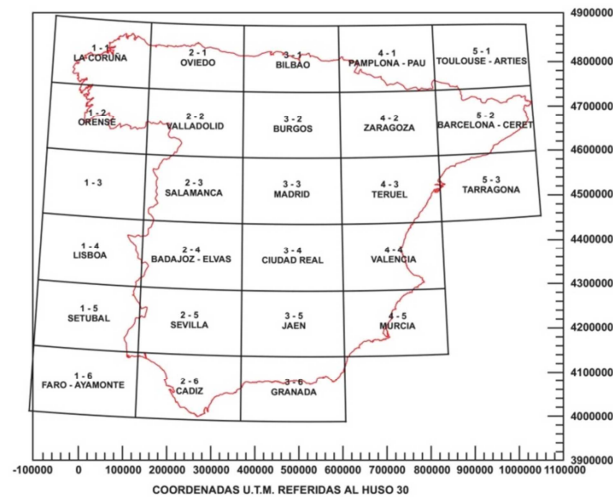 4900000
1 - 1
LA CORUÑA
2 - 1
OVIEDO
3 - 1
BILBAO
4 - 1
PAMPLONA - PAU
5 - 1
TOULOUSE - ARTIES
4800000
4700000
1 - 2
ORENSE
2 - 2
VALLADOLID
3 - 2
BURGOS
4 - 2
ZARAGOZA
5 - 2
BARCELONA - CERET
4600000
1 - 3
2 - 3
SALAMANCA
3 - 3
MADRID
4 - 3
TERUEL
5 - 3
TARRAGONA
4500000
4400000
1 - 4
LISBOA
2 - 4
BADAJOZ - ELVAS
3 - 4
CIUDAD REAL
4 - 4
VALENCIA
4300000
1 - 5
SETUBAL
2 - 5
SEVILLA
3 - 5
JAEN
4 - 5
MURCIA
4200000
4100000
1 - 6
FARO - AYAMONTE
2 - 6
CADIZ
3 - 6
GRANADA
4000000
3900000
-100000 0 100000 200000 300000 400000 500000 600000 700000 800000 900000 1000000 1100000
COORDENADAS U.T.M. REFERIDAS AL HUSO 30